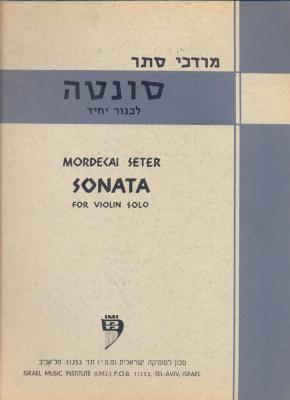 מרדכי סתר
סונטה
לכנור יחיד
MORDECAI SETER
SONATA
FOR VIOLIN SOLO
IMI
מכון למוסיקה ישראלית (מ.מ.י.) ת.ד. 11253, תל־אביב
ISRAEL MUSIC INSTITUTE (I.M.I.) P.O.B. 11253, TEL-AVIV, ISRAEL